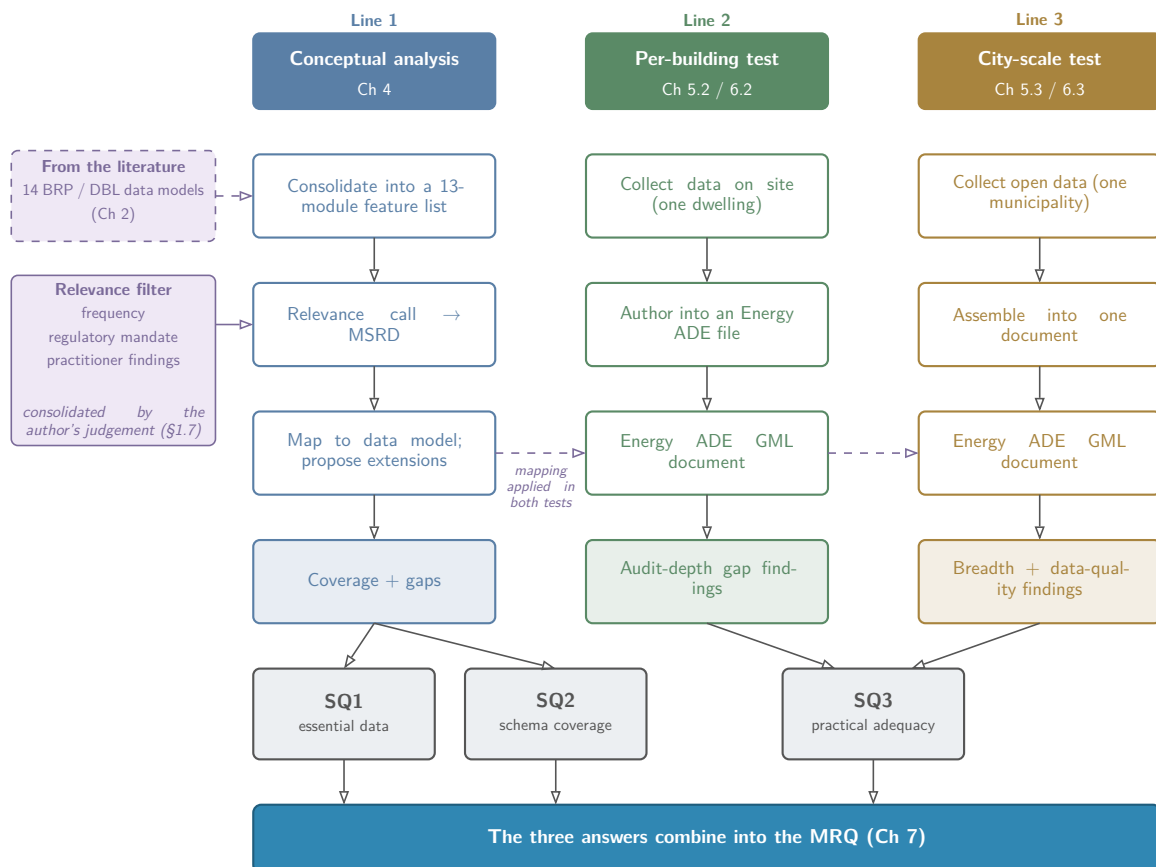 Line 1
Line 2
Line 3
Conceptual analysis
Ch 4
Per-building test
Ch 5.2 / 6.2
City-scale test
Ch 5.3 / 6.3
From the literature
14 BRP / DBL data models
(Ch 2)
Consolidate into a 13-
module feature list
Collect data on site
(one dwelling)
Collect open data (one
municipality)
Relevance filter
frequency
regulatory mandate
practitioner findings
consolidated by the
author's judgement (§1.7)
Relevance call →
MSRD
Author into an Energy
ADE file
Assemble into one
document
Map to data model;
propose extensions
mapping
applied in
both tests
Energy ADE GML
document
Energy ADE GML
document
Coverage + gaps
Audit-depth gap find-
ings
Breadth + data-qual-
ity findings
SQ1
essential data
SQ2
schema coverage
SQ3
practical adequacy
The three answers combine into the MRQ (Ch 7)